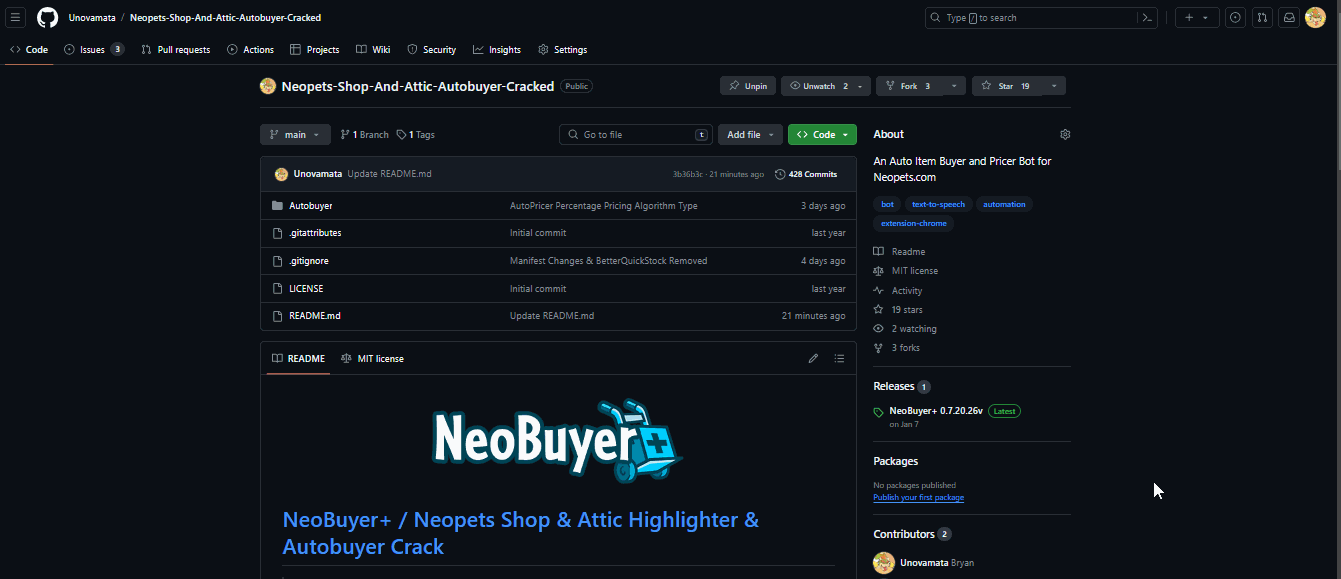 Unovamata / Neopets-Shop-And-Attic-Autobuyer-Cracked
Type / to search
Code Issues 3 Pull requests Actions Projects Wiki Security Insights Settings
Neopets-Shop-And-Attic-Autobuyer-Cracked Public
Unpin Unwatch 2 Fork 3 Star 19
main 1 Branch 1 Tags Go to file t Add file Code
Unovamata Update README.md 3b36b3c · 21 minutes ago 428 Commits
Autobuyer AutoPricer Percentage Pricing Algorithm Type 3 days ago
.gitattributes Initial commit last year
.gitignore Manifest Changes & BetterQuickStock Removed 4 days ago
LICENSE Initial commit last year
README.md Update README.md 21 minutes ago
README MIT license
NeoBuyer+
NeoBuyer+ / Neopets Shop & Attic Highlighter &
Autobuyer Crack
About
An Auto Item Buyer and Pricer Bot for
Neopets.com
bot text-to-speech automation
extension-chrome
Readme
MIT license
Activity
19 stars
2 watching
3 forks
Releases 1
NeoBuyer+ 0.7.20.26v Latest
on Jan 7
Packages
No packages published
Publish your first package
Contributors 2
Unovamata Bryan